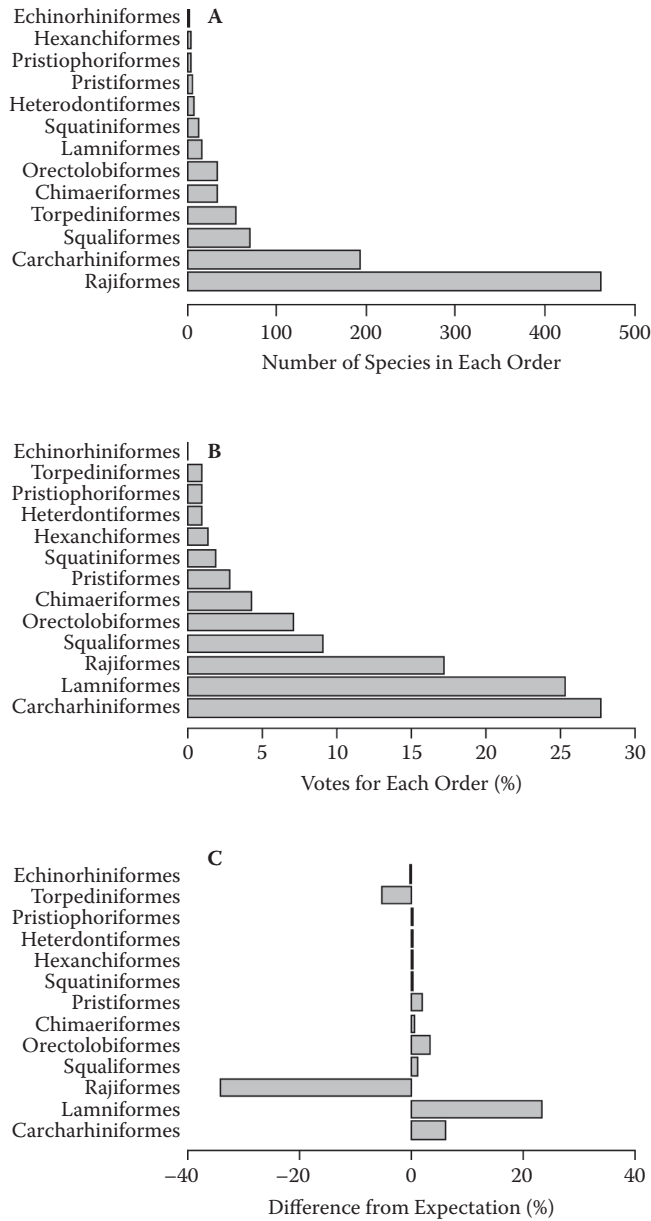 Echinorhiniformes A
Hexanchiformes
Pristiophoriformes
Pristiformes
Heterodontiformes
Squatiniformes
Lamniformes
Orectolobiformes
Chimaeriformes
Torpediniformes
Squaliformes
Carcharhiniformes
Rajiformes
0 100 200 300 400 500
Number of Species in Each Order
Echinorhiniformes B
Torpediniformes
Pristiophoriformes
Heterdontiformes
Hexanchiformes
Squatiniformes
Pristiformes
Chimaeriformes
Orectolobiformes
Squaliformes
Rajiformes
Lamniformes
Carcharhiniformes
0 5 10 15 20 25 30
Votes for Each Order (%)
C
Echinorhiniformes
Torpediniformes
Pristiophoriformes
Heterdontiformes
Hexanchiformes
Squatiniformes
Pristiformes
Chimaeriformes
Orectolobiformes
Squaliformes
Rajiformes
Lamniformes
Carcharhiniformes
−40 −20 0 20 40
Difference from Expectation (%)